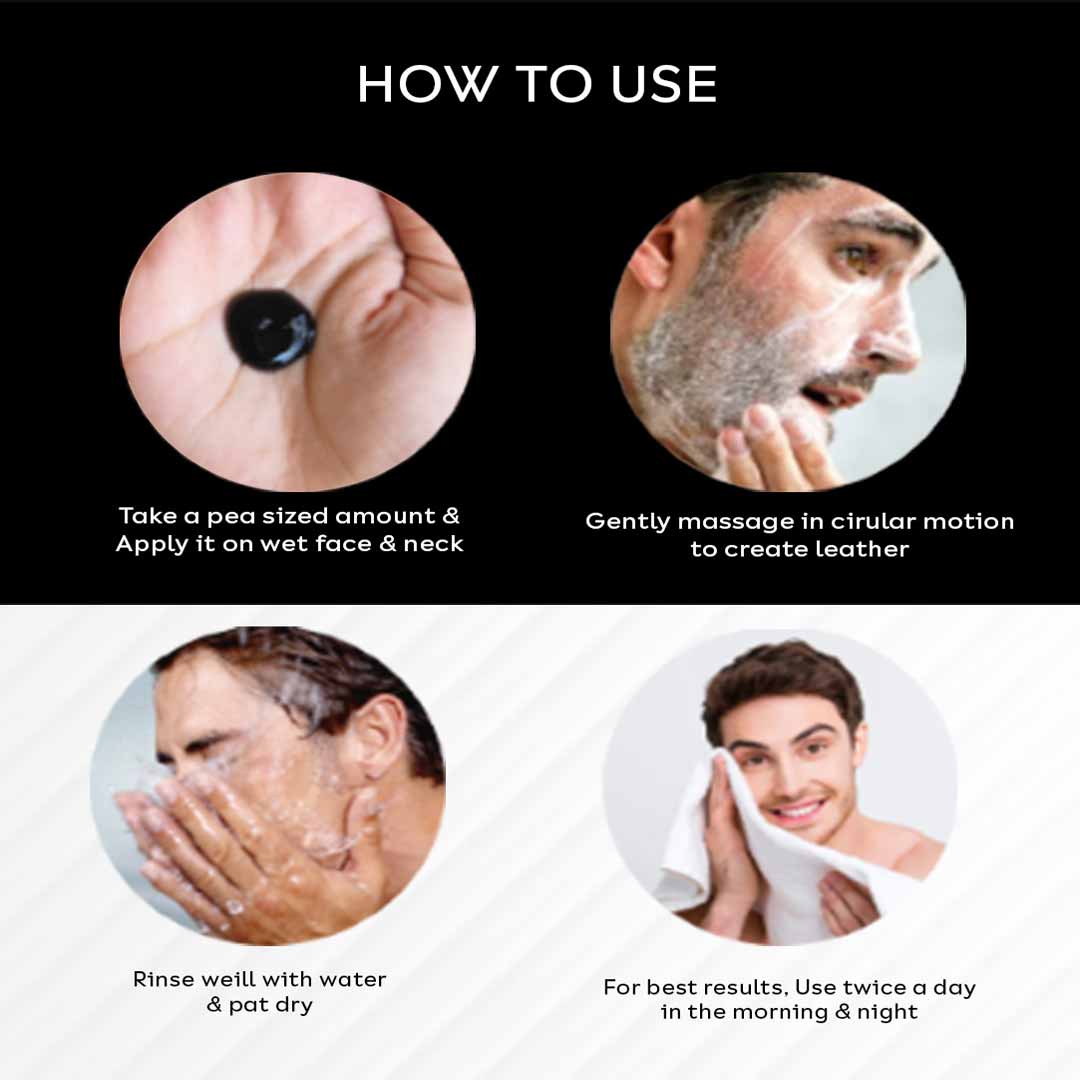 HOW TO USE
Take a pea sized amount &
Apply it on wet face & neck
Gently massage in cirular motion
to create leather
Rinse weill with water
& pat dry
For best results, Use twice a day
in the morning & night